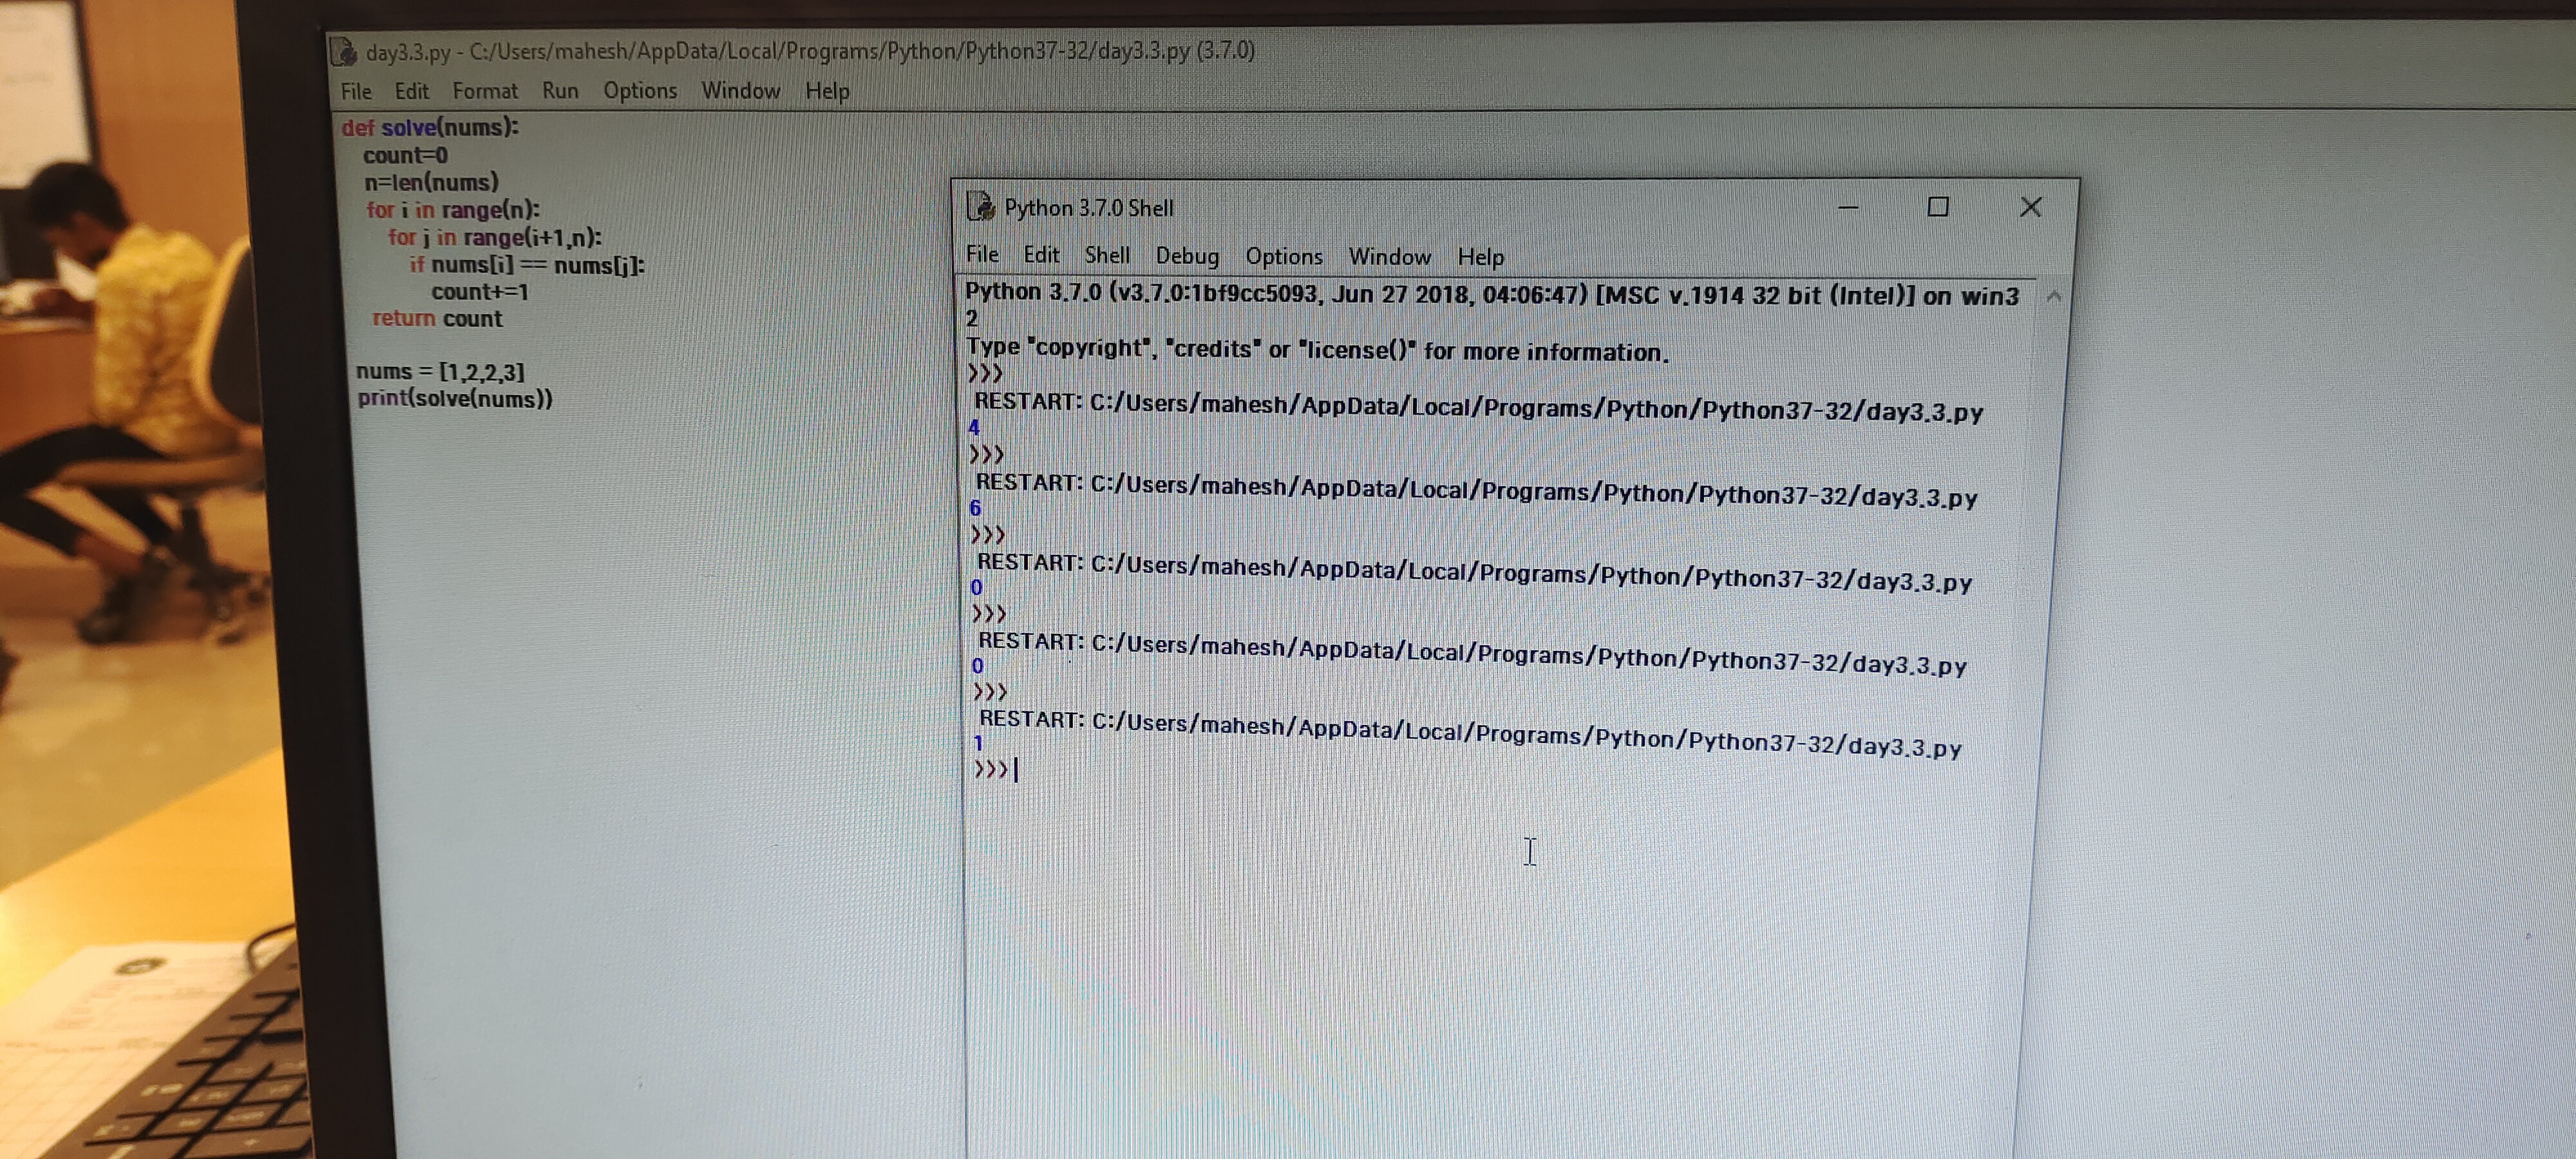 day3.3.py - C:/Users/mahesh/AppData/Local/Programs/Python/Python37-32/day3.3.py (3.7.0)
File Edit Format Run Options Window Help
def solve(nums):
  count=0
  n=len(nums)
  for i in range(n):
    for j in range(i+1,n):
      if nums[i] == nums[j]:
        count+=1
  return count

nums = [1,2,2,3]
print(solve(nums))
Python 3.7.0 Shell
File Edit Shell Debug Options Window Help
Python 3.7.0 (v3.7.0:1bf9cc5093, Jun 27 2018, 04:06:47) [MSC v.1914 32 bit (Intel)] on win3
2
Type "copyright", "credits" or "license()" for more information.
>>>
 RESTART: C:/Users/mahesh/AppData/Local/Programs/Python/Python37-32/day3.3.py
4
>>>
 RESTART: C:/Users/mahesh/AppData/Local/Programs/Python/Python37-32/day3.3.py
6
>>>
 RESTART: C:/Users/mahesh/AppData/Local/Programs/Python/Python37-32/day3.3.py
0
>>>
 RESTART: C:/Users/mahesh/AppData/Local/Programs/Python/Python37-32/day3.3.py
0
>>>
 RESTART: C:/Users/mahesh/AppData/Local/Programs/Python/Python37-32/day3.3.py
1
>>>